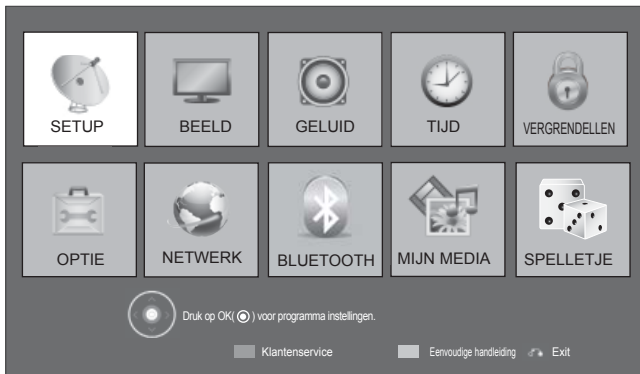 SETUP BEELD GELUID TIJD VERGRENDELLEN
OPTIE NETWERK BLUETOOTH MIJN MEDIA SPELLETJE
Druk op OK( ) voor programma instellingen.
Klantenservice Eenvoudige handleiding Exit